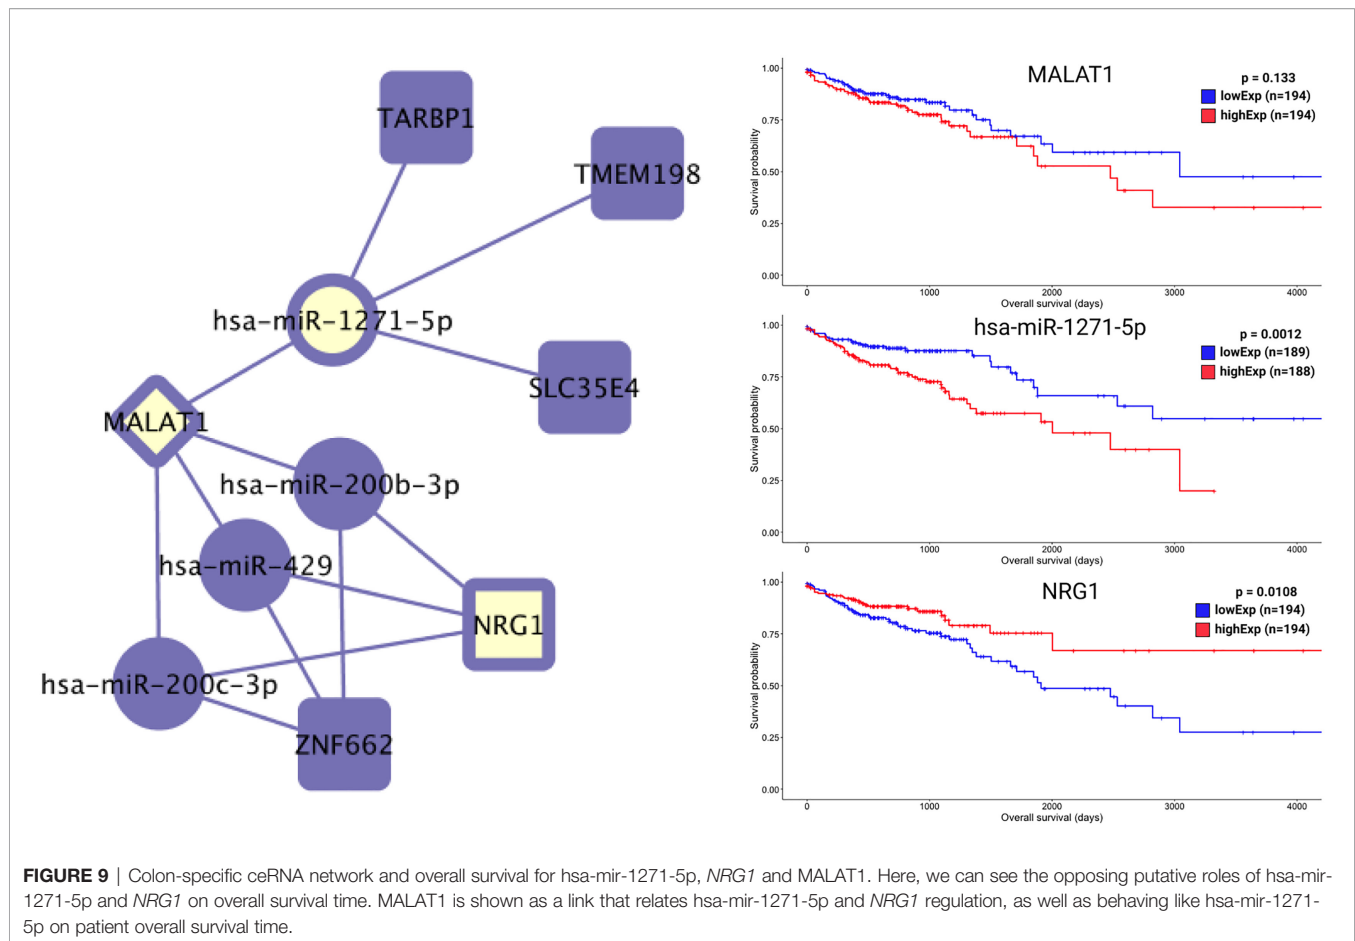 TARBP1
TMEM198
hsa-miR-1271-5p
SLC35E4
MALAT1
hsa-miR-200b-3p
hsa-miR-429
NRG1
hsa-miR-200c-3p
ZNF662
MALAT1
p = 0.133
lowExp (n=194)
highExp (n=194)
Survival probability
1.00
0.75
0.50
0.25
0.00
0 1000 2000 3000 4000
Overall survival (days)
hsa-miR-1271-5p
p = 0.0012
lowExp (n=189)
highExp (n=188)
Survival probability
1.00
0.75
0.50
0.25
0.00
0 1000 2000 3000 4000
Overall survival (days)
NRG1
p = 0.0108
lowExp (n=194)
highExp (n=194)
Survival probability
1.00
0.75
0.50
0.25
0.00
0 1000 2000 3000 4000
Overall survival (days)
FIGURE 9 | Colon-specific ceRNA network and overall survival for hsa-mir-1271-5p, NRG1 and MALAT1. Here, we can see the opposing putative roles of hsa-mir-
1271-5p and NRG1 on overall survival time. MALAT1 is shown as a link that relates hsa-mir-1271-5p and NRG1 regulation, as well as behaving like hsa-mir-1271-
5p on patient overall survival time.